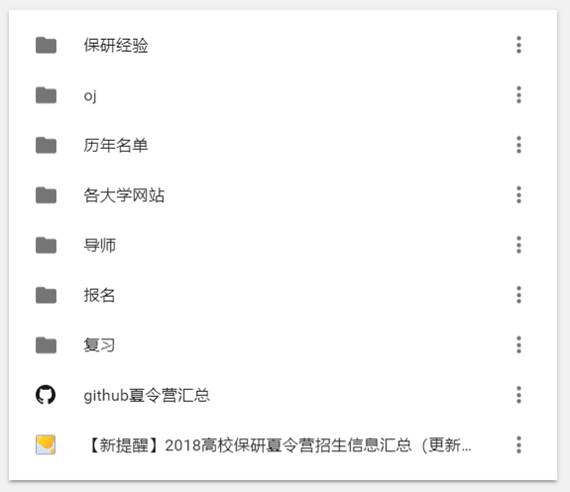 保研经验
oj
历年名单
各大学网站
导师
报名
复习
github夏令营汇总
【新提醒】2018高校保研夏令营招生信息汇总（更新...